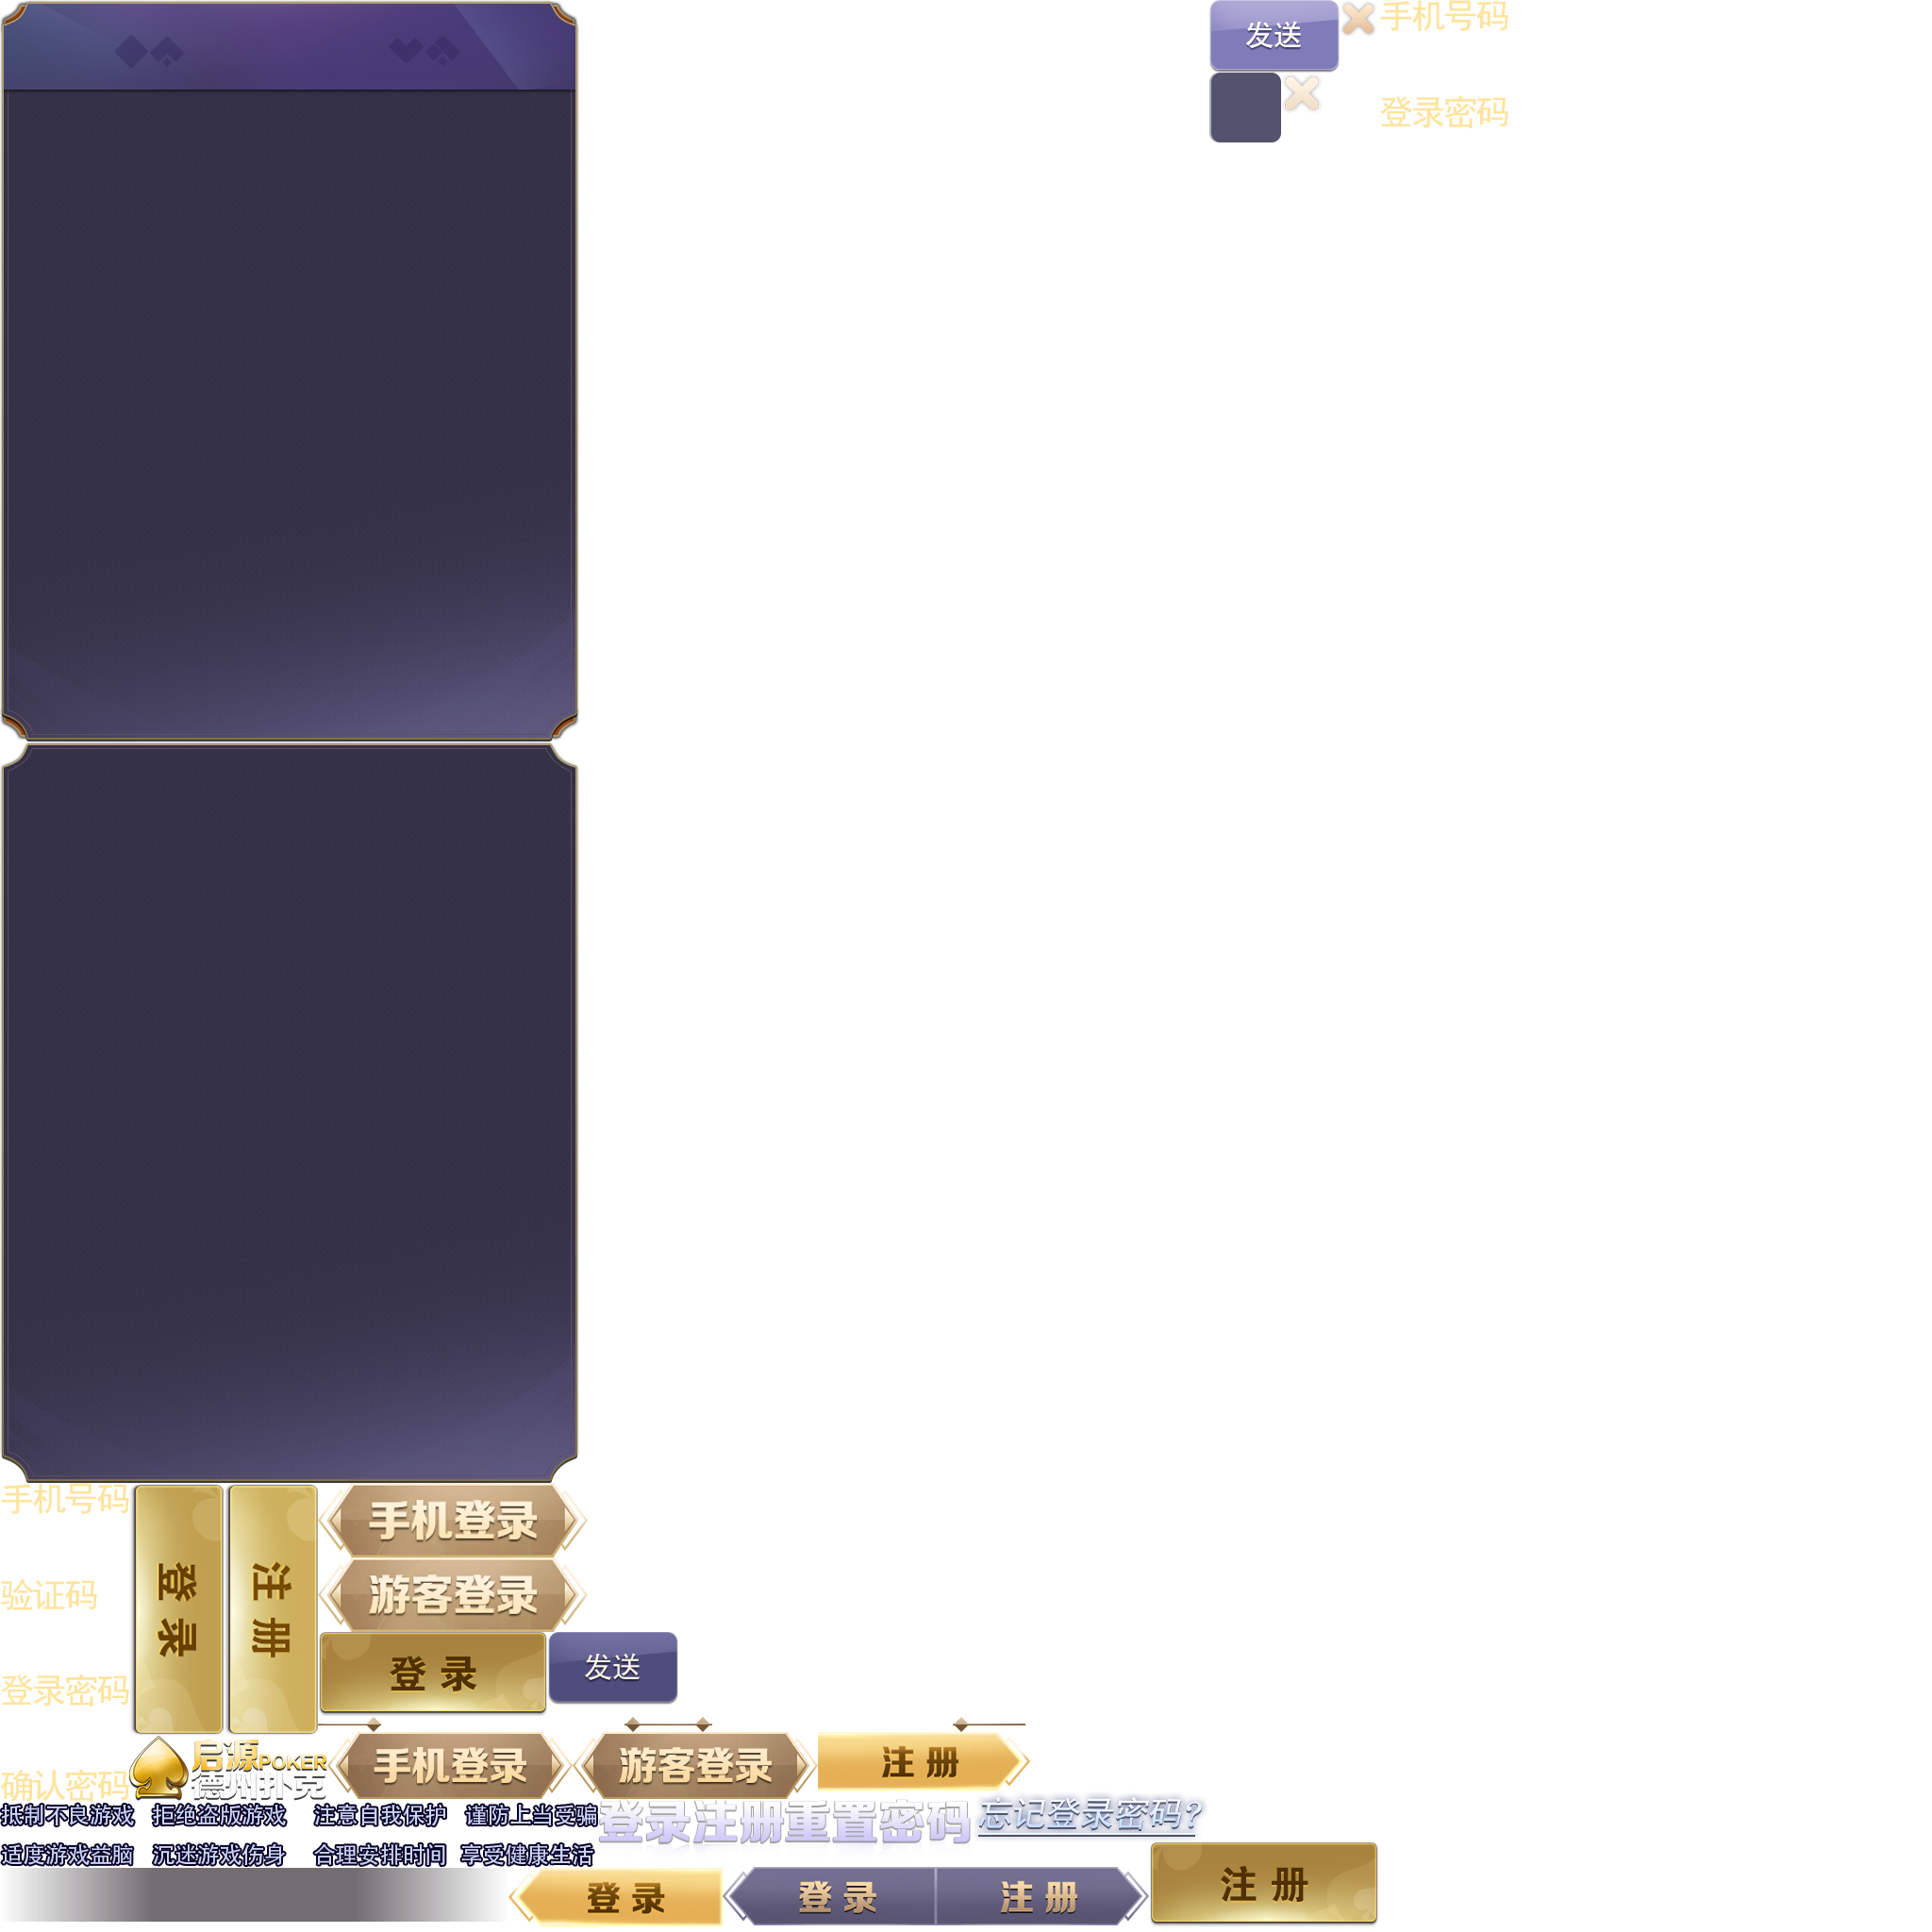 发送
手机号码
登录密码
手机号码
验证码
登录密码
确认密码
登录
注册
手机登录
游客登录
登录
发送
启源POKER
德州扑克
手机登录
游客登录
注册
抵制不良游戏 拒绝盗版游戏 注意自我保护 谨防上当受骗
适度游戏益脑 沉迷游戏伤身 合理安排时间 享受健康生活
登录注册重置密码
忘记登录密码?
登录
登录
注册
注册